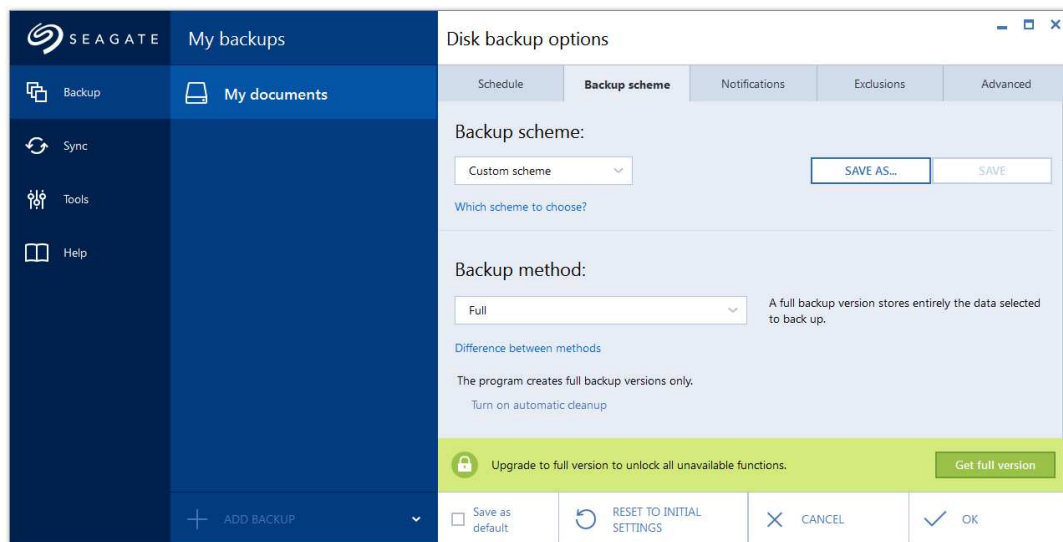 SEAGATE
My backups
Disk backup options
Backup
Sync
Tools
Help
My documents
ADD BACKUP
Schedule
Backup scheme
Notifications
Exclusions
Advanced
Backup scheme:
Custom scheme
SAVE AS...
SAVE
Which scheme to choose?
Backup method:
Full
A full backup version stores entirely the data selected
to back up.
Difference between methods
The program creates full backup versions only.
Turn on automatic cleanup
Upgrade to full version to unlock all unavailable functions.
Get full version
Save as
default
RESET TO INITIAL
SETTINGS
CANCEL
OK